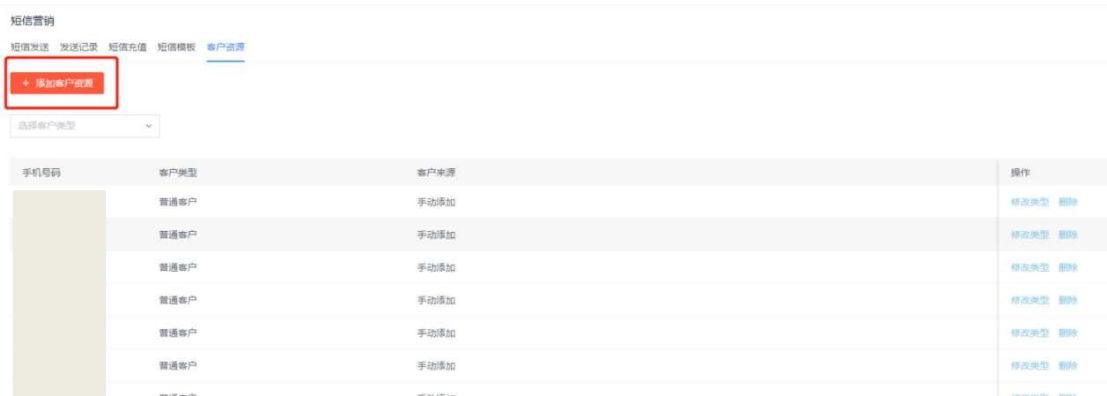 短信营销
短信发送 发送记录 短信充值 短信模板 客户资源
+ 添加客户资源
选择客户类型
手机号码 客户类型 客户来源 操作
普通客户 手动添加 修改类型 删除
普通客户 手动添加 修改类型 删除
普通客户 手动添加 修改类型 删除
普通客户 手动添加 修改类型 删除
普通客户 手动添加 修改类型 删除
普通客户 手动添加 修改类型 删除